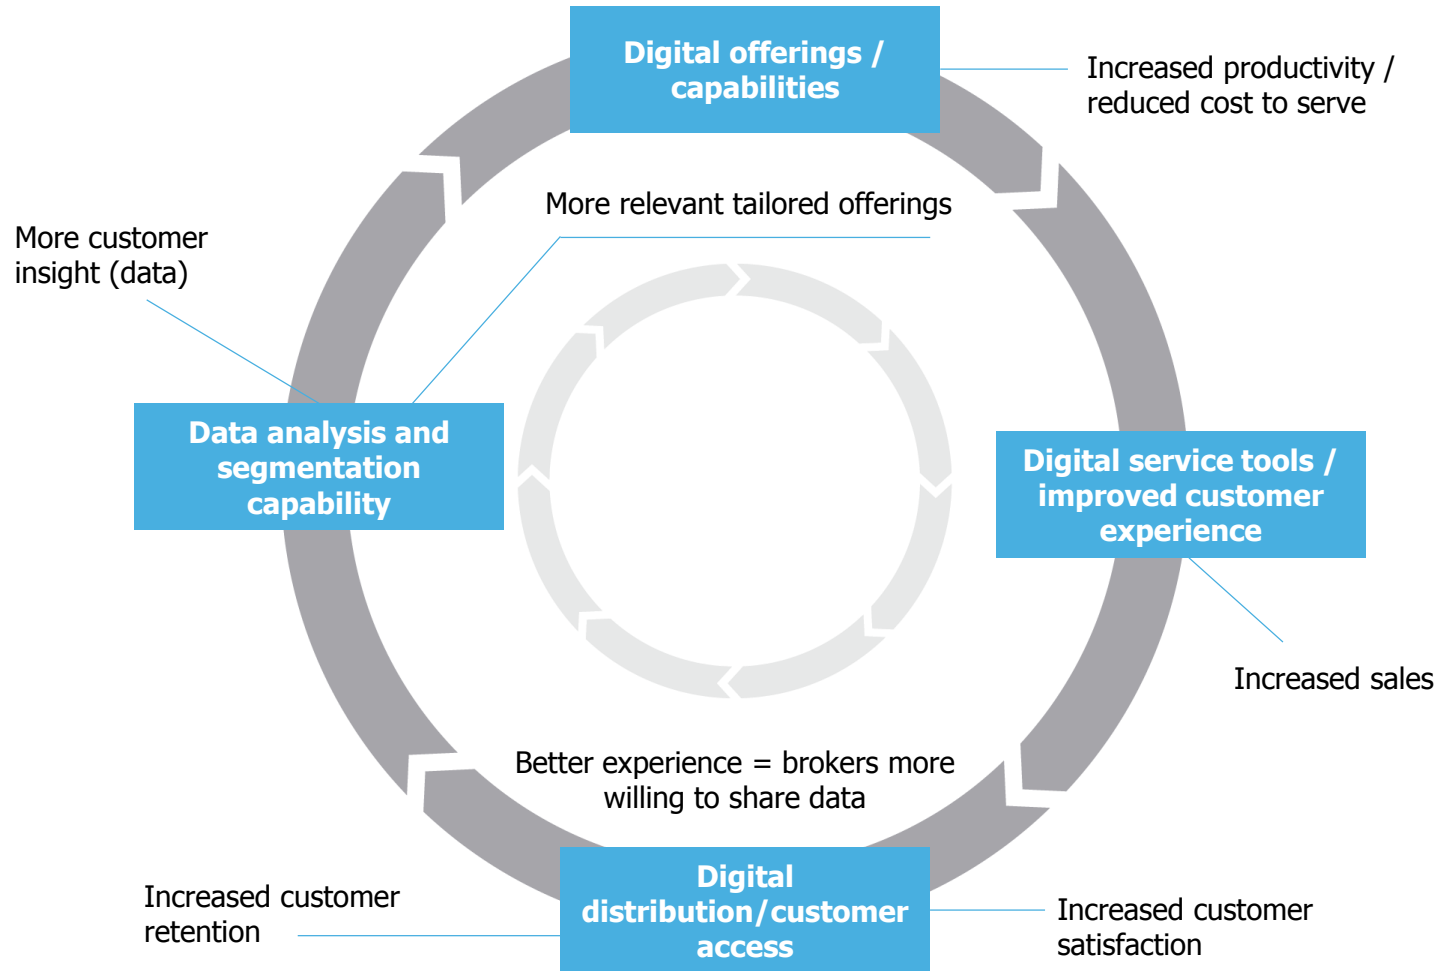 Digital offerings /
capabilities
Increased productivity /
reduced cost to serve
More relevant tailored offerings
More customer
insight (data)
Data analysis and
segmentation
capability
Digital service tools /
improved customer
experience
Increased sales
Better experience = brokers more
willing to share data
Digital
distribution/customer
access
Increased customer
retention
Increased customer
satisfaction